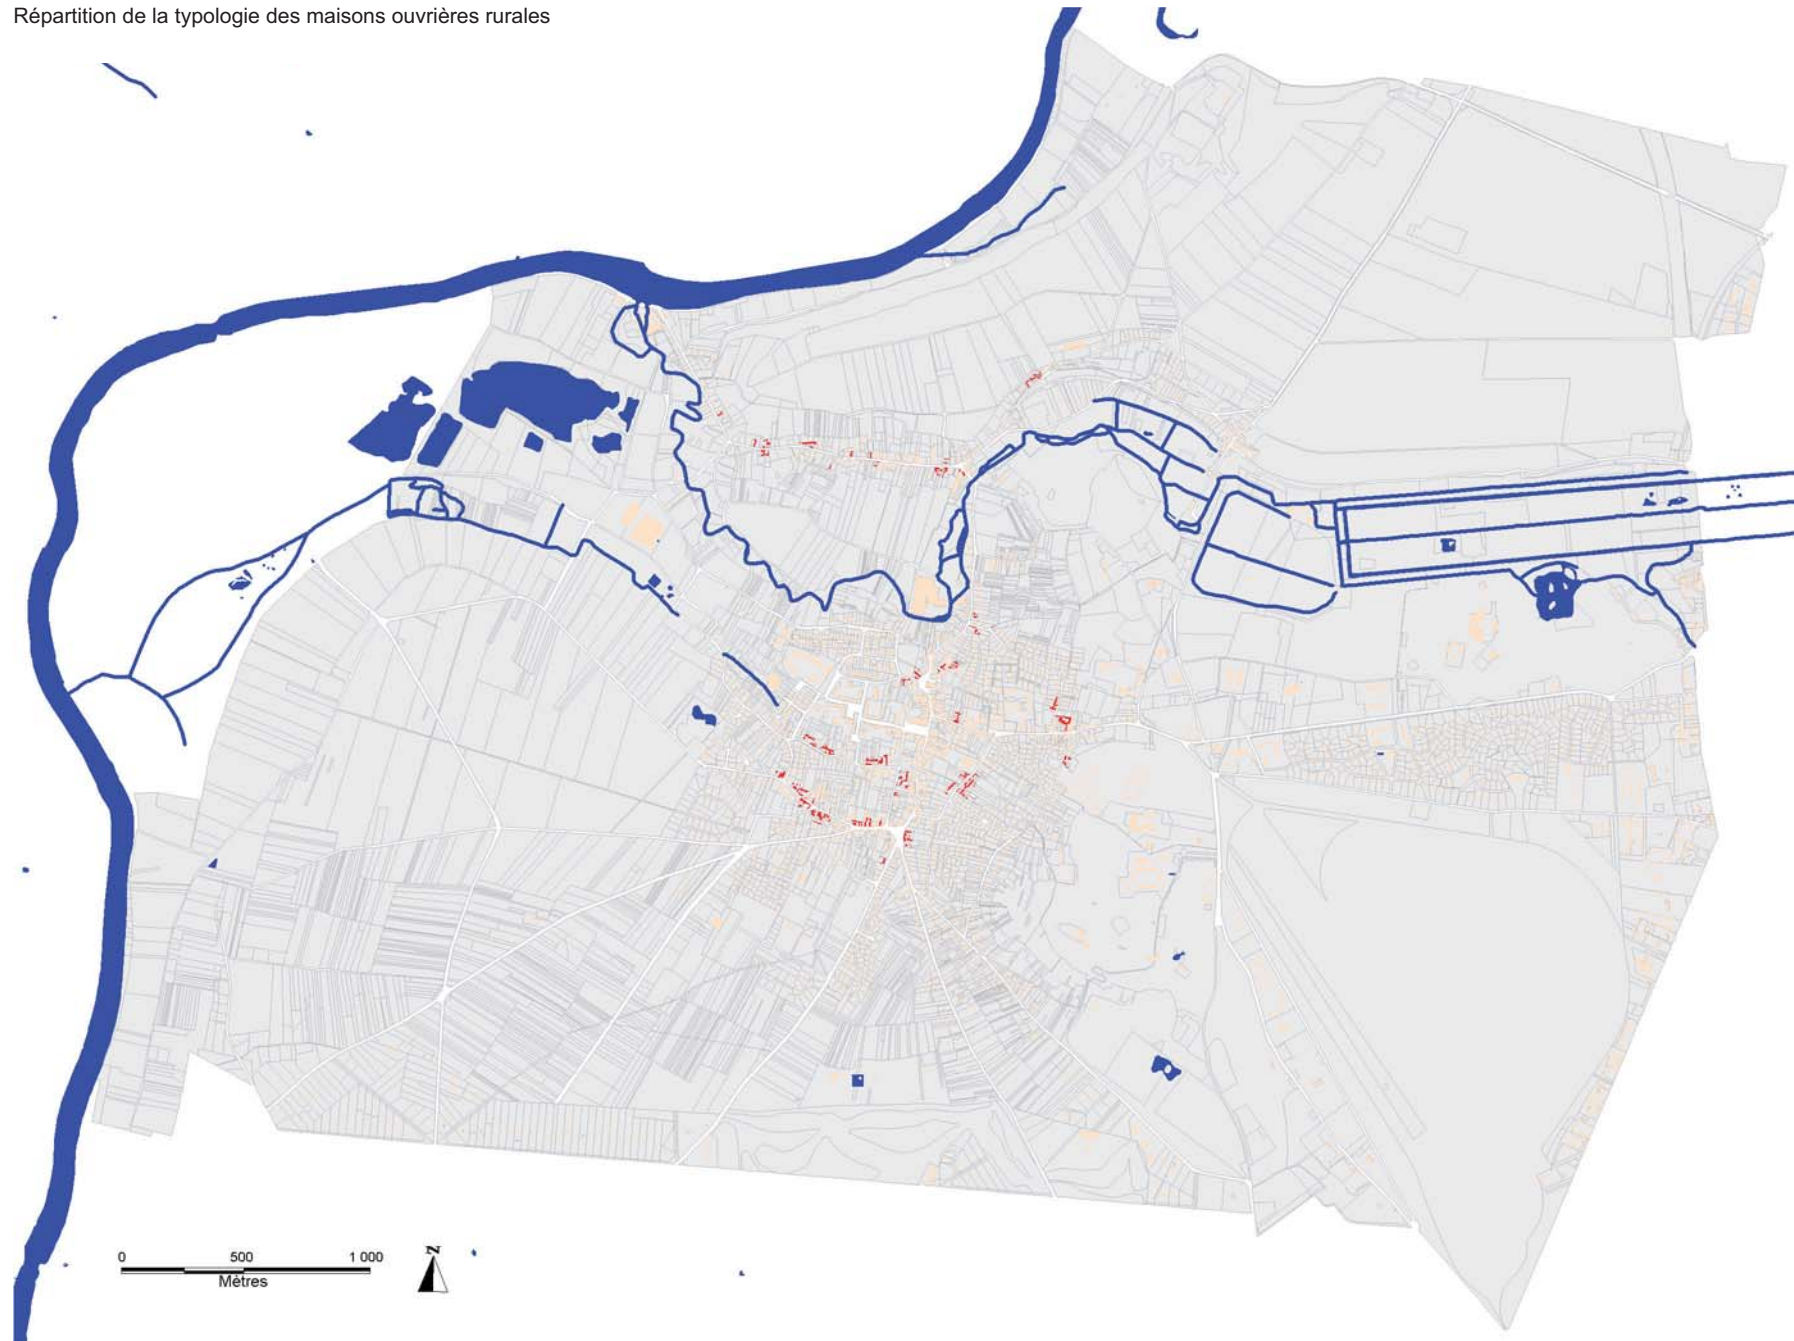 Répartition de la typologie des maisons ouvrières rurales
0 500 1 000
Mètres
N